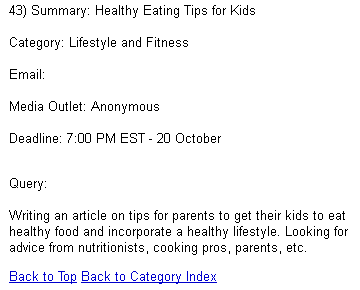 43) Summary: Healthy Eating Tips for Kids
Category: Lifestyle and Fitness
Email:
Media Outlet: Anonymous
Deadline: 7:00 PM EST - 20 October
Query:
Writing an article on tips for parents to get their kids to eat
healthy food and incorporate a healthy lifestyle. Looking for
advice from nutritionists, cooking pros, parents, etc.
Back to Top Back to Category Index